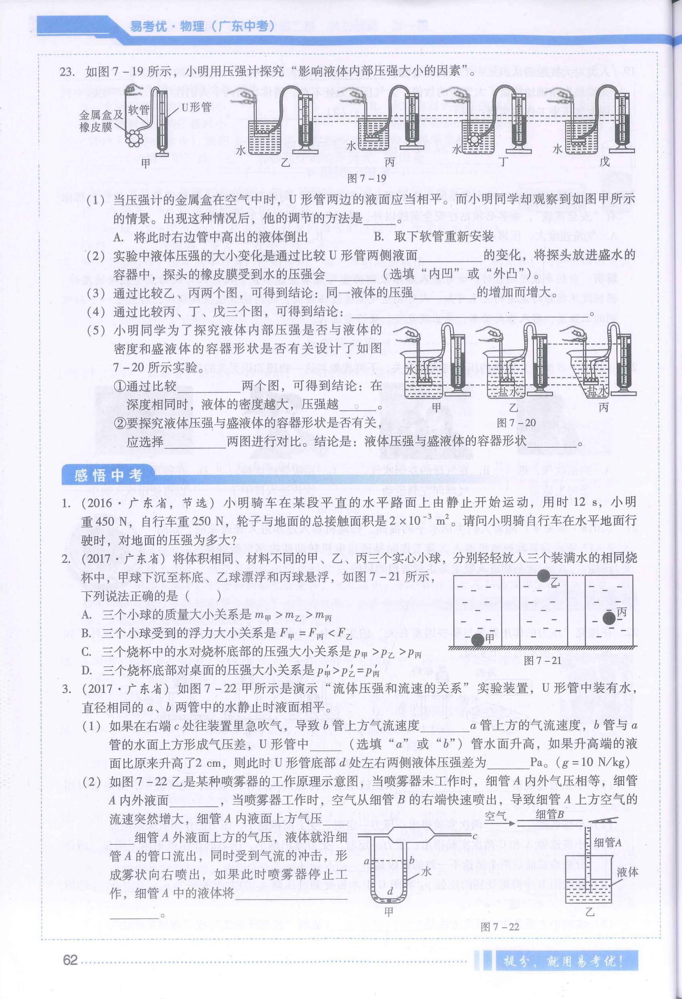 易考优·物理（广东中考）
23. 如图7-19所示，小明用压强计探究“影响液体内部压强大小的因素”。
金属盒及
橡皮膜
软管
U形管
水
水
水
水
甲
乙
丙
丁
戊
图7-19
（1）当压强计的金属盒在空气中时，U形管两边的液面应当相平。而小明同学却观察到如图甲所示
的情景。出现这种情况后，他的调节的方法是_____。
A. 将此时右边管中高出的液体倒出 B. 取下软管重新安装
（2）实验中液体压强的大小变化是通过比较U形管两侧液面__________的变化，将探头放进盛水的
容器中，探头的橡皮膜受到水的压强会_________（选填“内凹”或“外凸”）。
（3）通过比较乙、丙两个图，可得到结论：同一液体的压强__________的增加而增大。
（4）通过比较丙、丁、戊三个图，可得到结论：____________________。
（5）小明同学为了探究液体内部压强是否与液体的
密度和盛液体的容器形状是否有关设计了如图
7-20所示实验。
①通过比较__________两个图，可得到结论：在
深度相同时，液体的密度越大，压强越______。
②要探究液体压强与盛液体的容器形状是否有关，
应选择__________两图进行对比。结论是：液体压强与盛液体的容器形状________。
水
盐水
盐水
甲
乙
丙
图7-20
感悟中考
1. （2016·广东省，节选）小明骑车在某段平直的水平路面上由静止开始运动，用时12 s，小明
重450 N，自行车重250 N，轮子与地面的总接触面积是2×10⁻³ m²。请问小明骑自行车在水平地面行
驶时，对地面的压强为多大？
2. （2017·广东省）将体积相同、材料不同的甲、乙、丙三个实心小球，分别轻轻放入三个装满水的相同烧
杯中，甲球下沉至杯底、乙球漂浮和丙球悬浮，如图7-21所示，
下列说法正确的是（　　）
A. 三个小球的质量大小关系是m甲>m乙>m丙
B. 三个小球受到的浮力大小关系是F甲=F丙<F乙
C. 三个烧杯中的水对烧杯底部的压强大小关系是p甲>p乙>p丙
D. 三个烧杯底部对桌面的压强大小关系是p′甲>p′乙=p′丙
甲
乙
丙
图7-21
3. （2017·广东省）如图7-22甲所示是演示“流体压强和流速的关系”实验装置，U形管中装有水，
直径相同的a、b两管中的水静止时液面相平。
（1）如果在右端c处往装置里急吹气，导致b管上方气流速度________a管上方的气流速度，b管与a
管的水面上方形成气压差，U形管中_____（选填“a”或“b”）管水面升高，如果升高端的液
面比原来升高了2 cm，则此时U形管底部d处左右两侧液体压强差为_______Pa。（g=10 N/kg）
（2）如图7-22乙是某种喷雾器的工作原理示意图，当喷雾器未工作时，细管A内外气压相等，细管
A内外液面________，当喷雾器工作时，空气从细管B的右端快速喷出，导致细管A上方空气的
流速突然增大，细管A内液面上方气压____
____细管A外液面上方的气压，液体就沿细
管A的管口流出，同时受到气流的冲击，形
成雾状向右喷出，如果此时喷雾器停止工
作，细管A中的液体将__________________
________。
c
a
b
水
d
甲
空气
细管B
细管A
液体
乙
图7-22
62
提分，就用易考优！